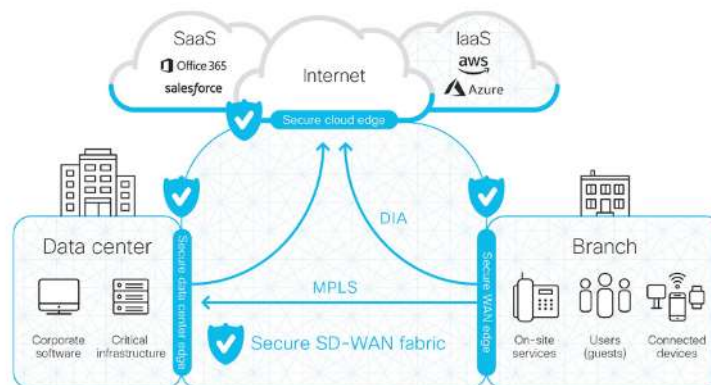 SaaS
Office 365
salesforce
Internet
IaaS
aws
Azure
Secure cloud edge
Data center
Corporate
software
Critical
infrastructure
Secure data center edge
DIA
MPLS
Secure SD-WAN fabric
Secure WAN edge
Branch
On-site
services
Users
(guests)
Connected
devices